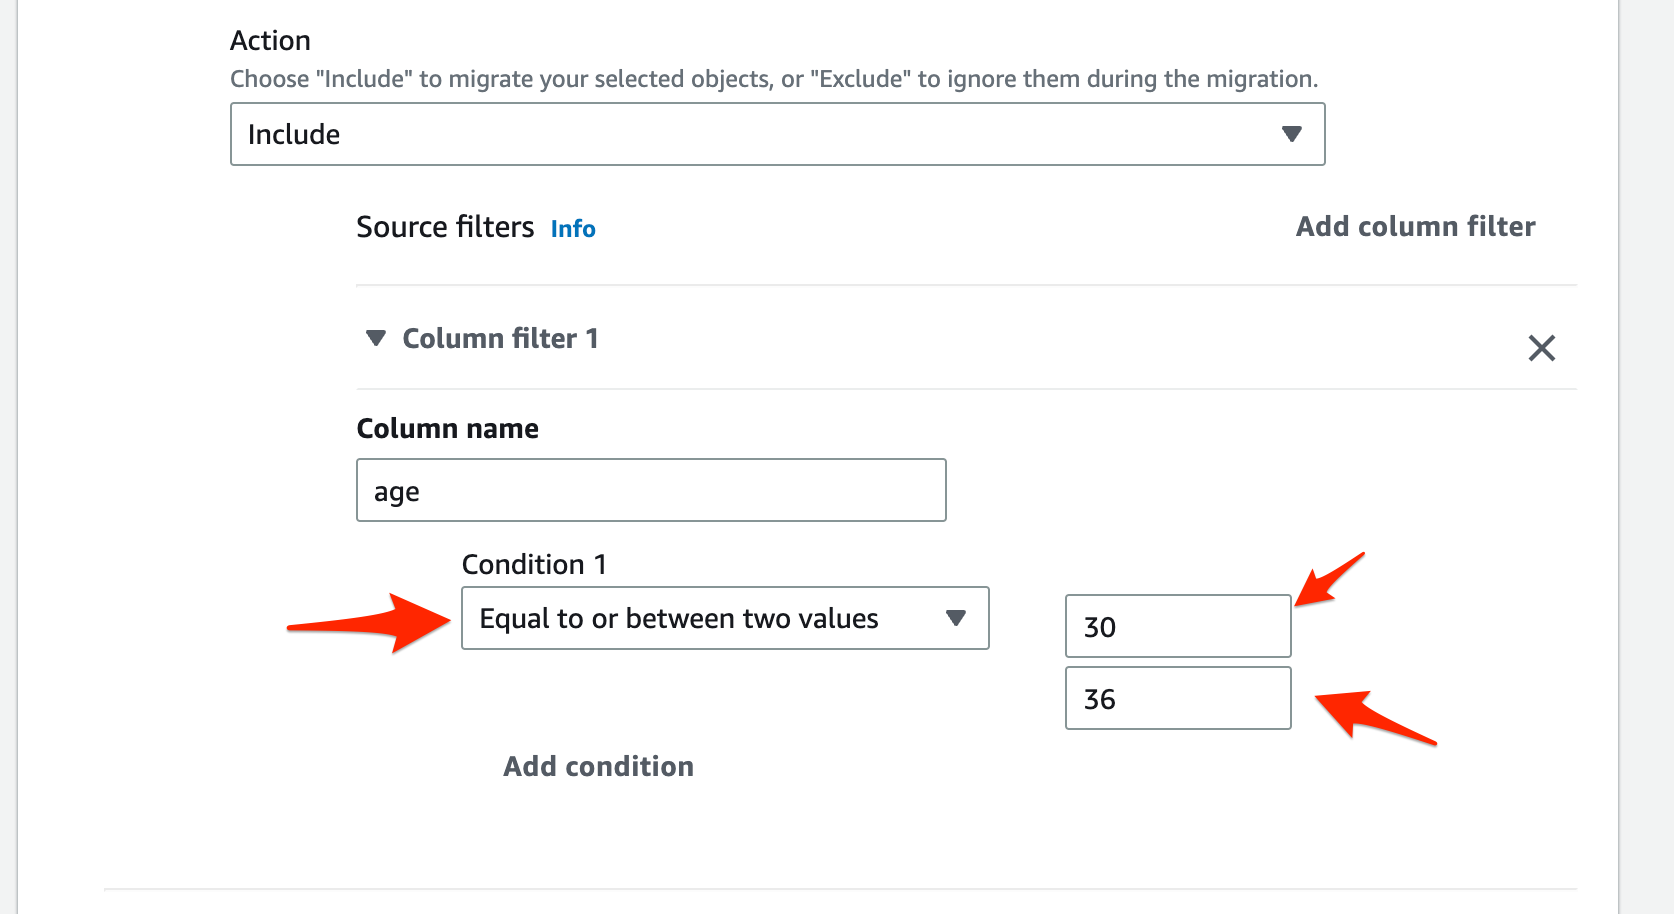 Action
Choose "Include" to migrate your selected objects, or "Exclude" to ignore them during the migration.
Include
Source filters Info Add column filter
Column filter 1
Column name
age
Condition 1
Equal to or between two values 30
36
Add condition